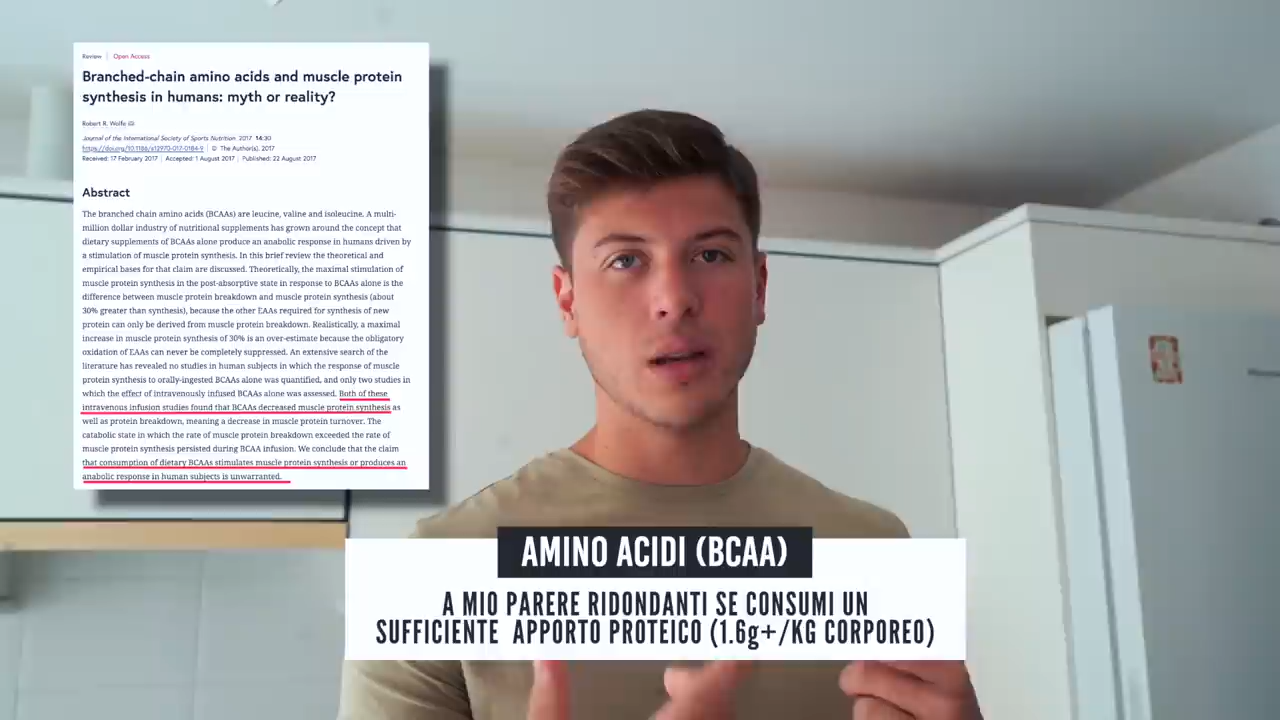 Review | Open Access
Branched-chain amino acids and muscle protein
synthesis in humans: myth or reality?
Robert R. Wolfe
Journal of the International Society of Sports Nutrition 2017 14:30
https://doi.org/10.1186/s12970-017-0184-9 | © The Author(s). 2017
Received: 17 February 2017 | Accepted: 1 August 2017 | Published: 22 August 2017
Abstract
The branched chain amino acids (BCAAs) are leucine, valine and isoleucine. A multi-
million dollar industry of nutritional supplements has grown around the concept that
dietary supplements of BCAAs alone produce an anabolic response in humans driven by
a stimulation of muscle protein synthesis. In this brief review the theoretical and
empirical bases for that claim are discussed. Theoretically, the maximal stimulation of
muscle protein synthesis in the post-absorptive state in response to BCAAs alone is the
difference between muscle protein breakdown and muscle protein synthesis (about
30% greater than synthesis), because the other EAAs required for synthesis of new
protein can only be derived from muscle protein breakdown. Realistically, a maximal
increase in muscle protein synthesis of 30% is an over-estimate because the obligatory
oxidation of EAAs can never be completely suppressed. An extensive search of the
literature has revealed no studies in human subjects in which the response of muscle
protein synthesis to orally-ingested BCAAs alone was quantified, and only two studies in
which the effect of intravenously infused BCAAs alone was assessed. Both of these
intravenous infusion studies found that BCAAs decreased muscle protein synthesis as
well as protein breakdown, meaning a decrease in muscle protein turnover. The
catabolic state in which the rate of muscle protein breakdown exceeded the rate of
muscle protein synthesis persisted during BCAA infusion. We conclude that the claim
that consumption of dietary BCAAs stimulates muscle protein synthesis or produces an
anabolic response in human subjects is unwarranted.
AMINO ACIDI (BCAA)
A MIO PARERE RIDONDANTI SE CONSUMI UN
SUFFICIENTE APPORTO PROTEICO (1.6g+/KG CORPOREO)